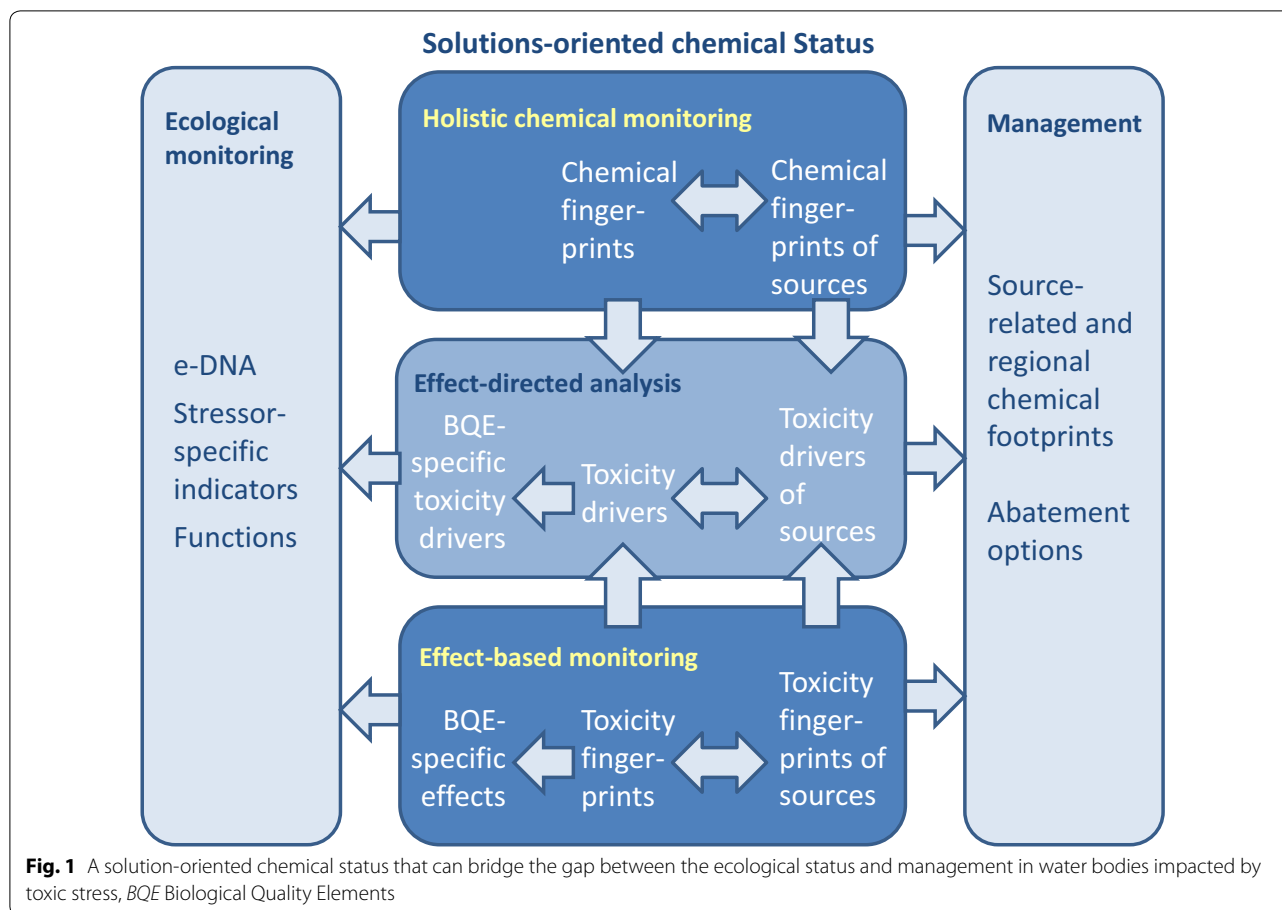 Solutions-oriented chemical Status
Ecological
monitoring
e-DNA
Stressor-
specific
indicators
Functions
Holistic chemical monitoring
Chemical
finger-
prints
Chemical
finger-
prints of
sources
Effect-directed analysis
BQE-
specific
toxicity
drivers
Toxicity
drivers
Toxicity
drivers
of
sources
Effect-based monitoring
BQE-
specific
effects
Toxicity
finger-
prints
Toxicity
finger-
prints of
sources
Management
Source-
related and
regional
chemical
footprints
Abatement
options
Fig. 1 A solution-oriented chemical status that can bridge the gap between the ecological status and management in water bodies impacted by
toxic stress, BQE Biological Quality Elements